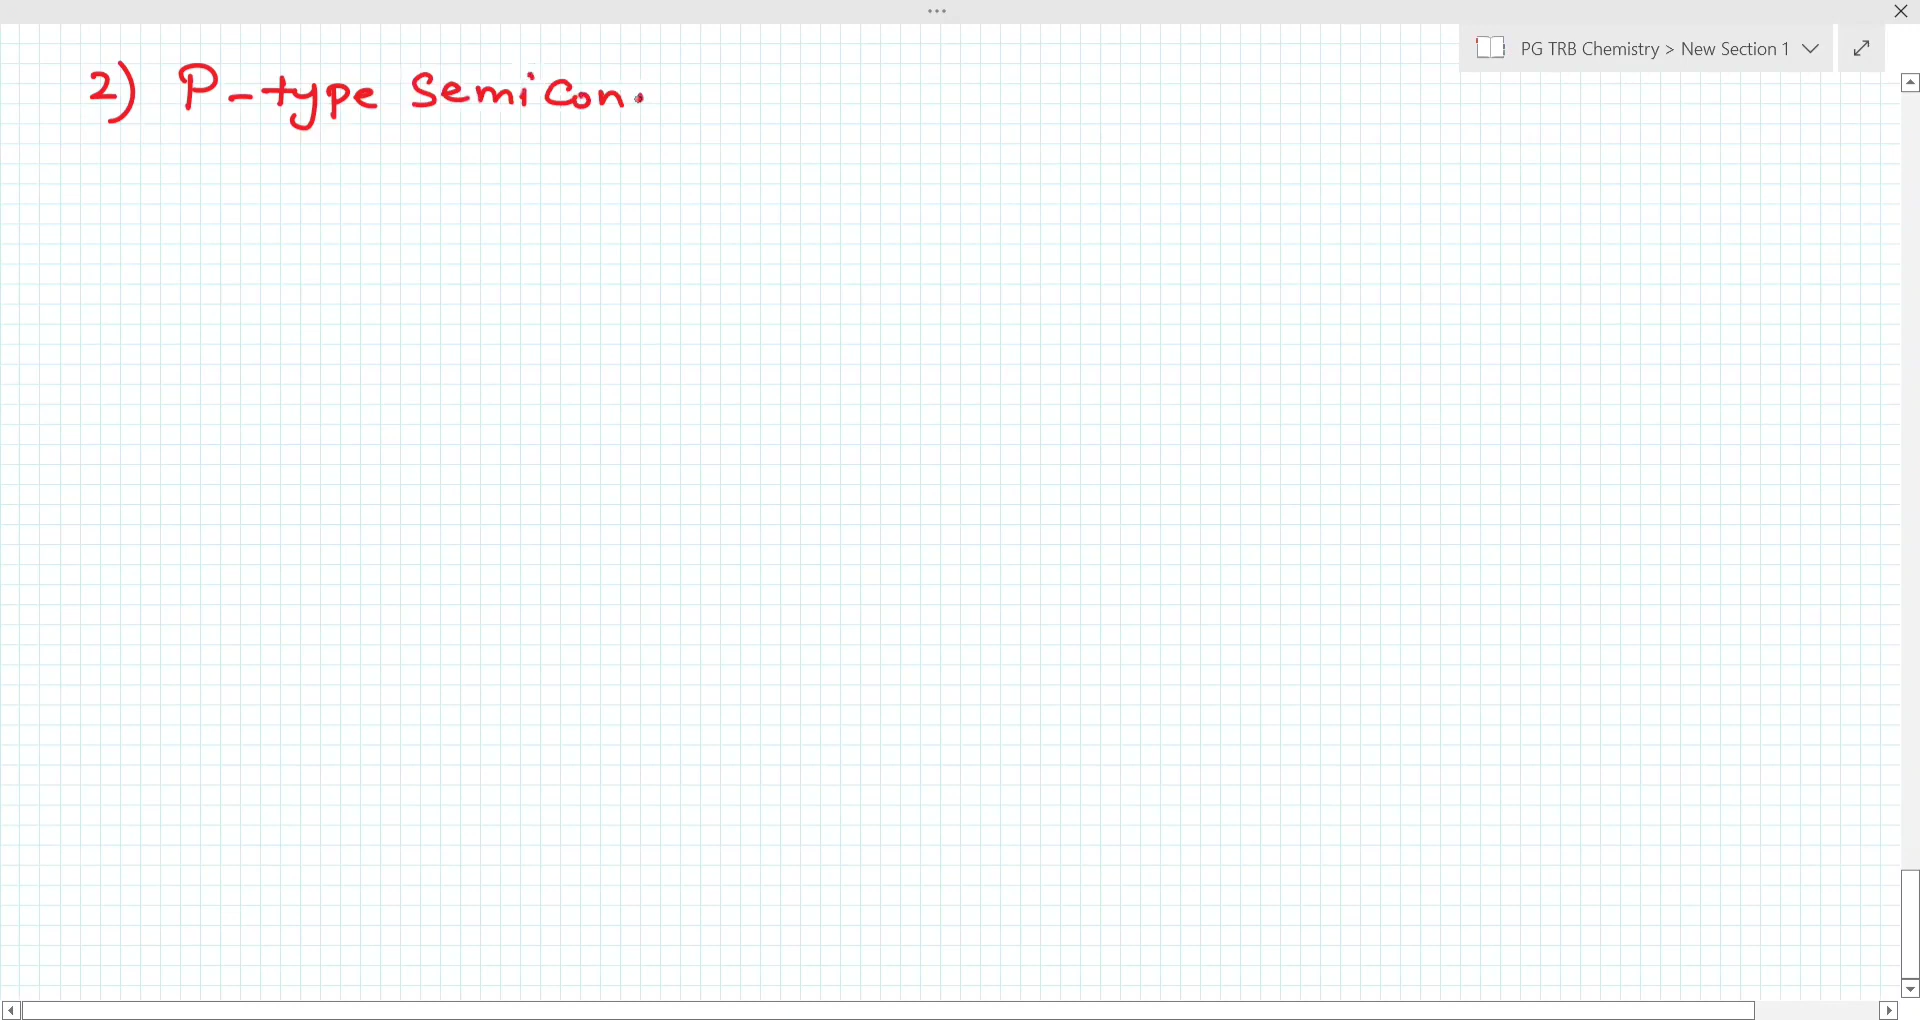 PG TRB Chemistry > New Section 1
2) P-type Semicon.